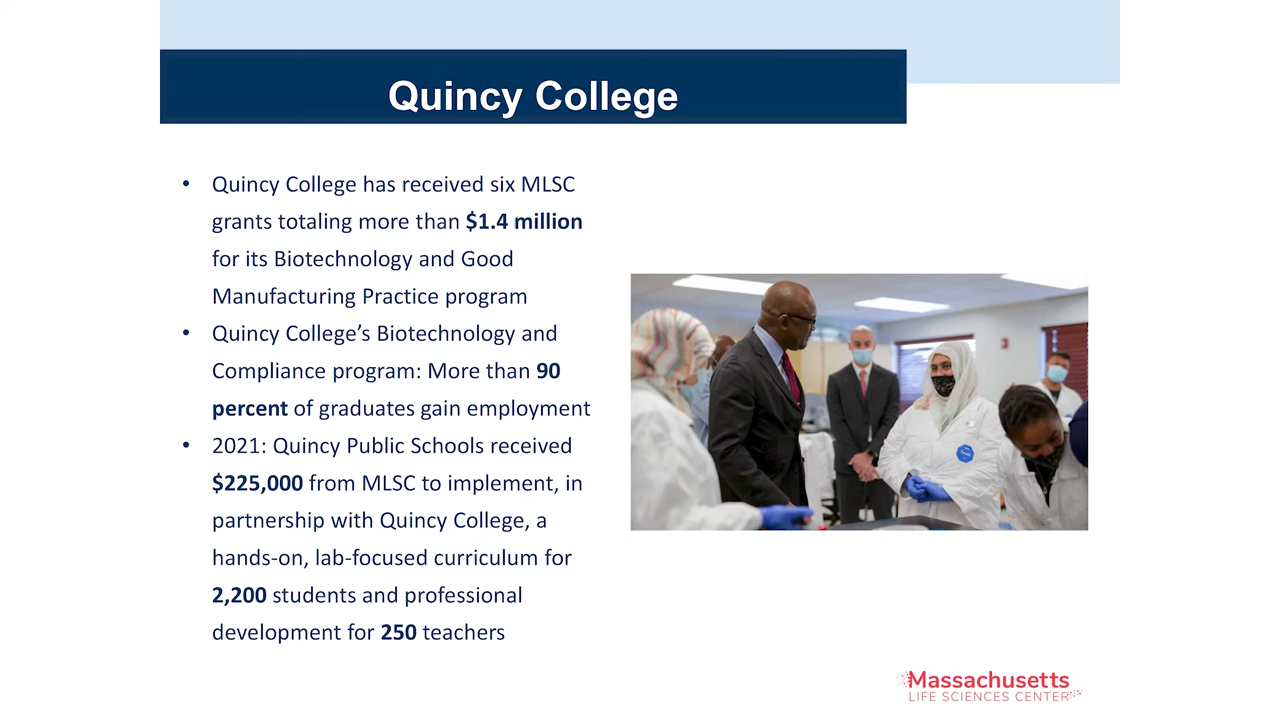 Quincy College
• Quincy College has received six MLSC
grants totaling more than $1.4 million
for its Biotechnology and Good
Manufacturing Practice program
• Quincy College’s Biotechnology and
Compliance program: More than 90
percent of graduates gain employment
• 2021: Quincy Public Schools received
$225,000 from MLSC to implement, in
partnership with Quincy College, a
hands-on, lab-focused curriculum for
2,200 students and professional
development for 250 teachers
Massachusetts
LIFE SCIENCES CENTER